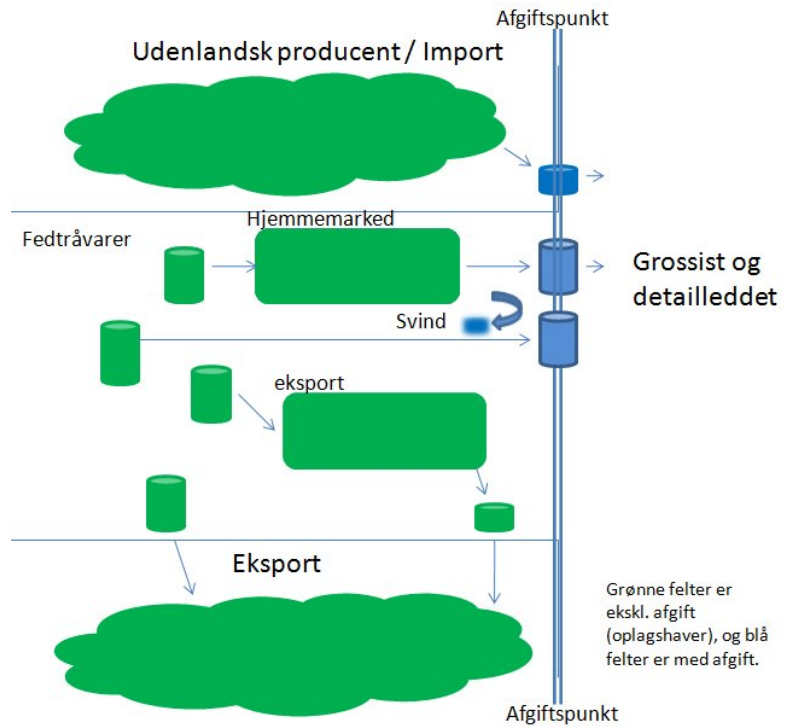 Afgiftspunkt
Udenlandsk producent / Import
Hjemmemarked
Fedtråvarer
Grossist og
detailleddet
Svind
eksport
Eksport
Grønne felter er
ekskl. afgift
(oplagshaver), og blå
felter er med afgift.
Afgiftspunkt